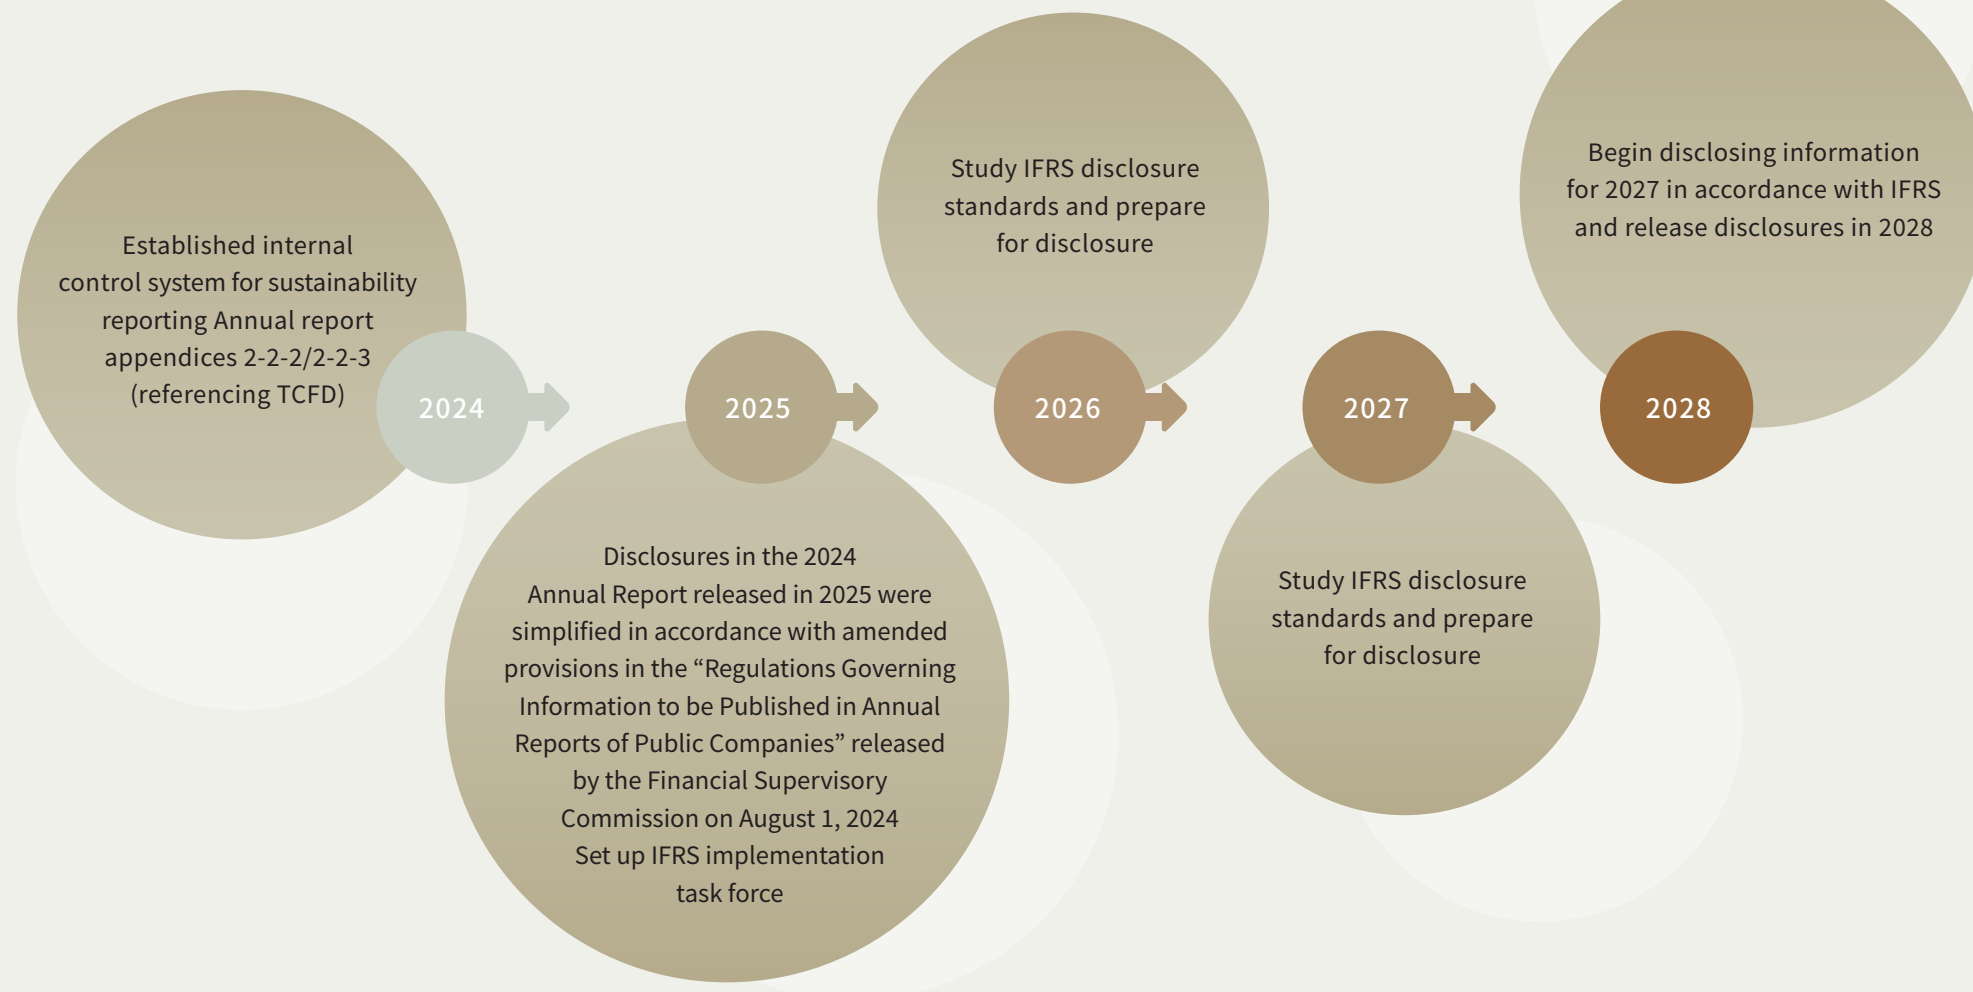 Established internal
control system for sustainability
reporting Annual report
appendices 2-2-2/2-2-3
(referencing TCFD)
2024
2025
Disclosures in the 2024
Annual Report released in 2025 were
simplified in accordance with amended
provisions in the “Regulations Governing
Information to be Published in Annual
Reports of Public Companies” released
by the Financial Supervisory
Commission on August 1, 2024
Set up IFRS implementation
task force
Study IFRS disclosure
standards and prepare
for disclosure
2026
2027
Study IFRS disclosure
standards and prepare
for disclosure
Begin disclosing information
for 2027 in accordance with IFRS
and release disclosures in 2028
2028